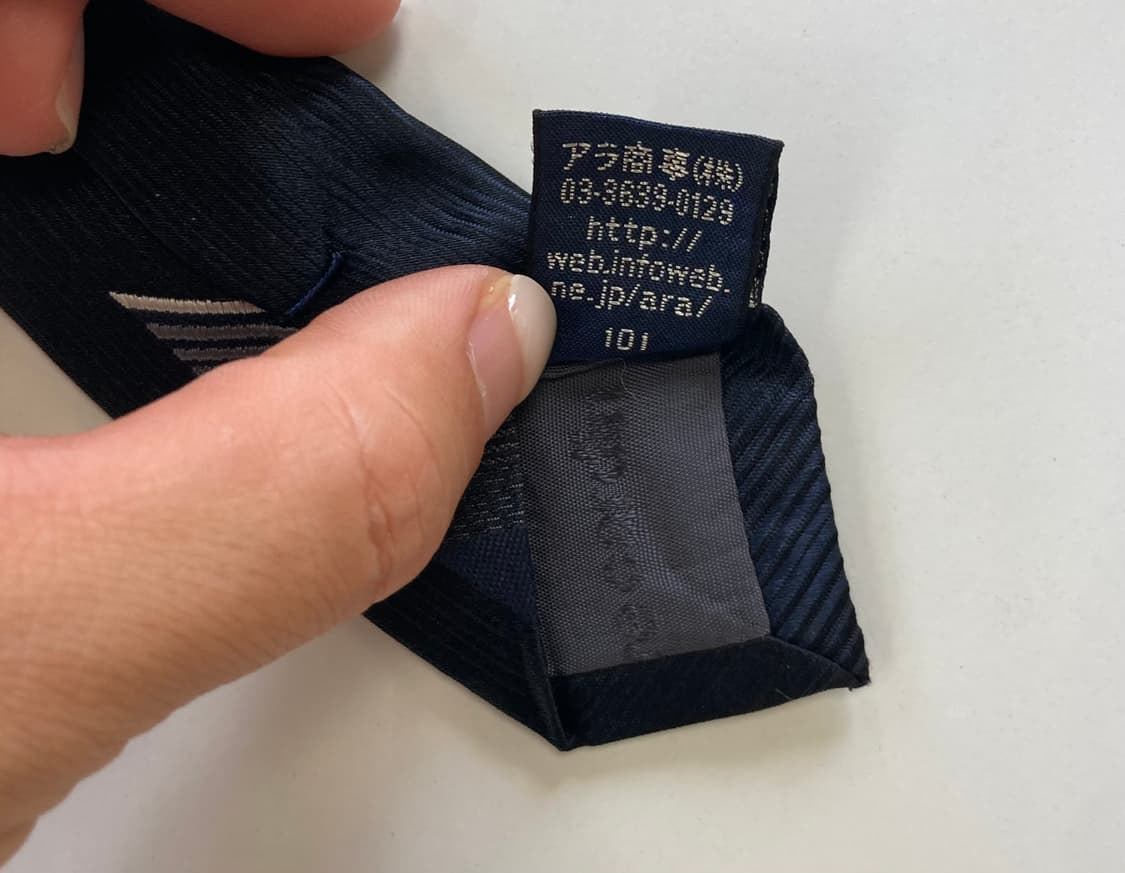 アラ商事(株)
03-3639-0129
http://
web.infoweb.
ne.jp/ara/
101